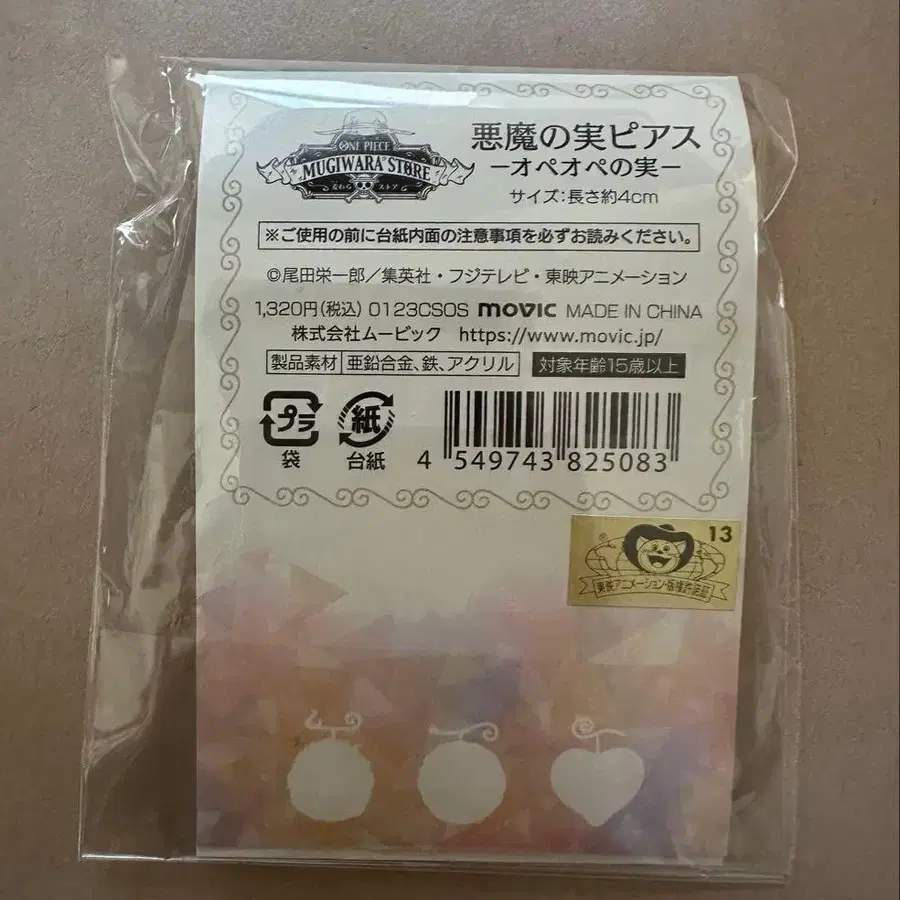 ONE PIECE
MUGIWARA STORE
麦わら ストア
悪魔の実ピアス
ーオペオペの実ー
サイズ:長さ約4cm
※ご使用の前に台紙内面の注意事項を必ずお読みください。
©尾田栄一郎／集英社・フジテレビ・東映アニメーション
1,320円(税込) 0123CSOS movic MADE IN CHINA
株式会社ムービック https://www.movic.jp/
製品素材 亜鉛合金、鉄、アクリル 対象年齢15歳以上
プラ 紙
袋 台紙
4 549743 825083
® 13
東映アニメーション・版権許諾証